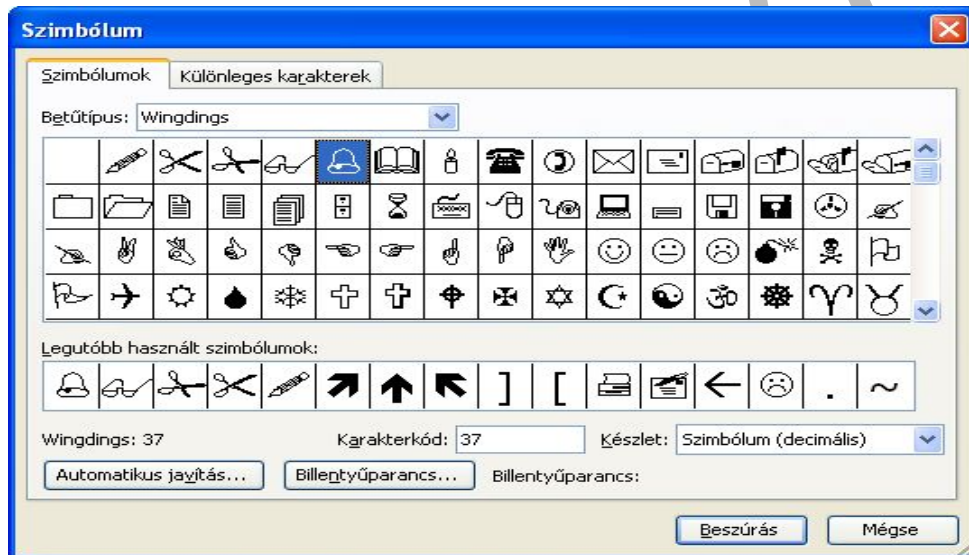 Szimbólum
Szimbólumok Különleges karakterek
Betűtípus: Wingdings
Legutóbb használt szimbólumok:
] [ . ~
Wingdings: 37 Karakterkód: 37 Készlet: Szimbólum (decimális)
Automatikus javítás... Billentyűparancs... Billentyűparancs:
Beszúrás Mégse